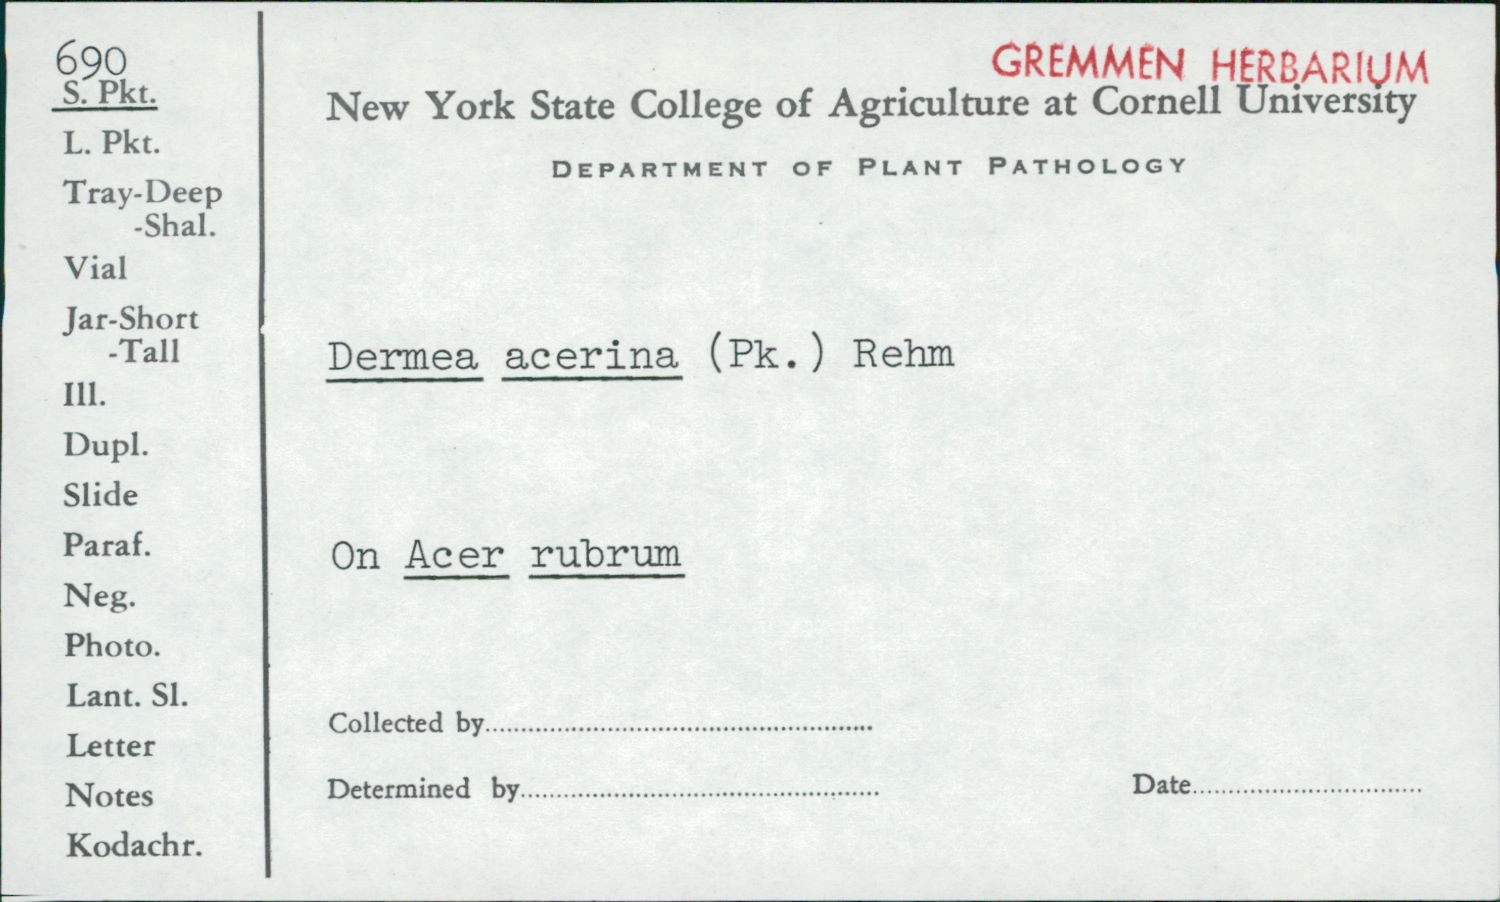 690
S. Pkt.
L. Pkt.
Tray-Deep
-Shal.
Vial
Jar-Short
-Tall
Ill.
Dupl.
Slide
Paraf.
Neg.
Photo.
Lant. Sl.
Letter
Notes
Kodachr.
GREMMEN HERBARIUM
New York State College of Agriculture at Cornell University
DEPARTMENT OF PLANT PATHOLOGY
Dermea acerina (Pk.) Rehm
On Acer rubrum
Collected by
Determined by Date